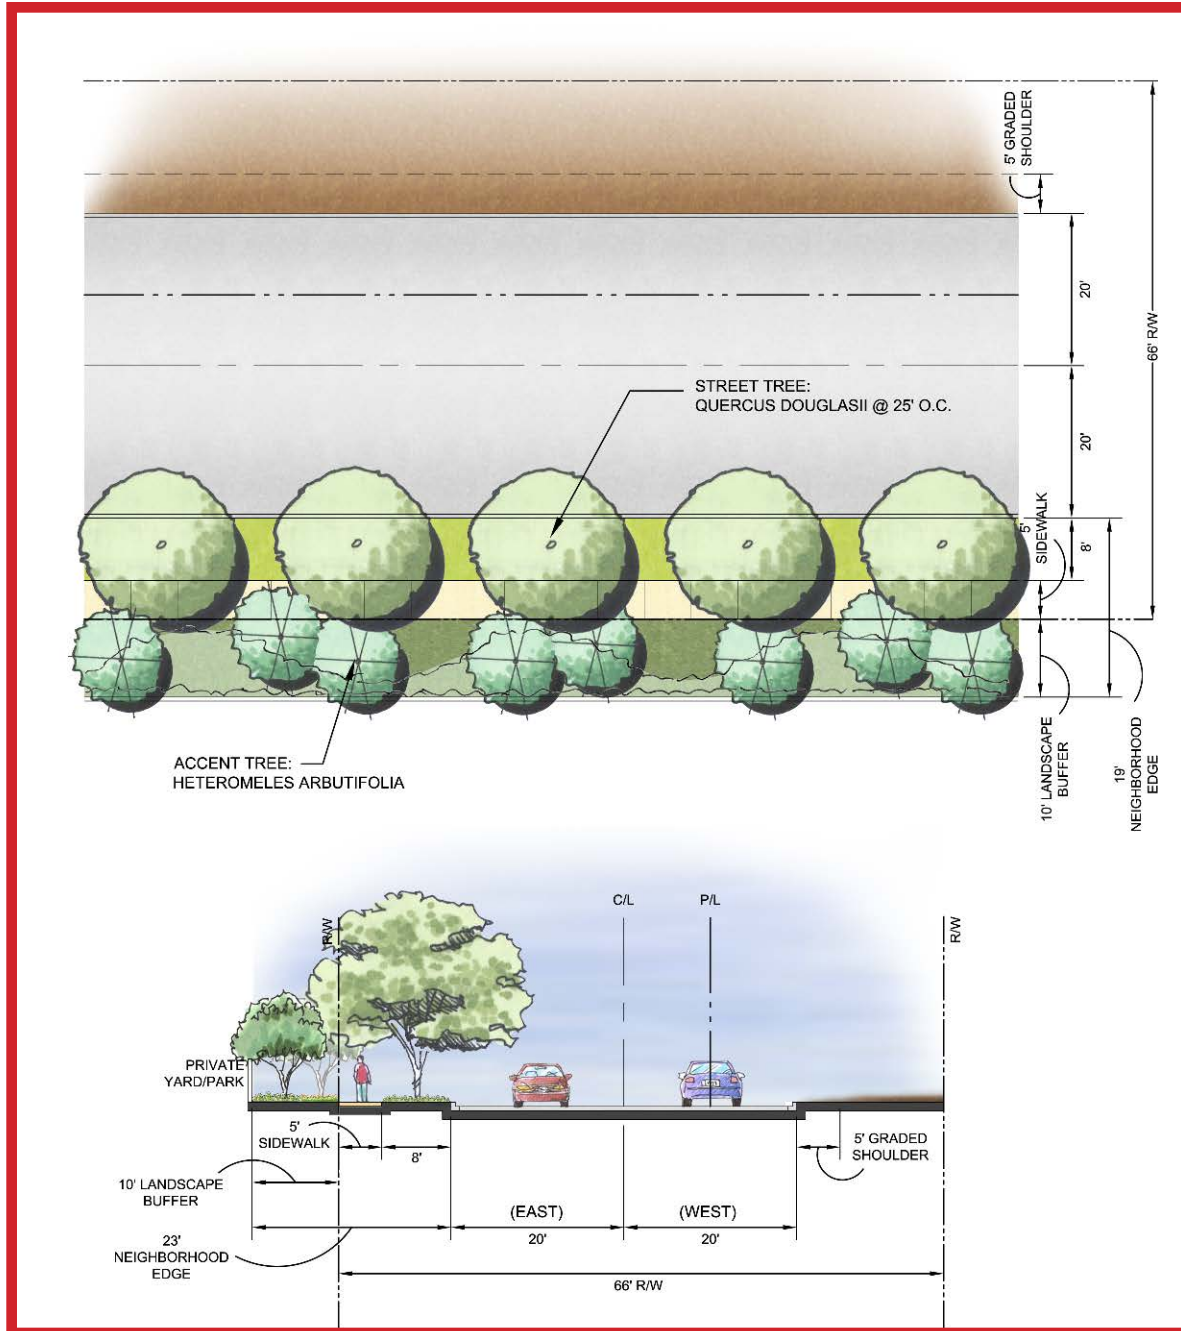 5' GRADED
SHOULDER
20'
66' R/W
STREET TREE:
QUERCUS DOUGLASII @ 25' O.C.
20'
5'
SIDEWALK
8'
ACCENT TREE:
HETEROMELES ARBUTIFOLIA
10' LANDSCAPE
BUFFER
19'
NEIGHBORHOOD
EDGE
C/L
P/L
R/W
R/W
PRIVATE
YARD/PARK
5'
SIDEWALK
8'
5' GRADED
SHOULDER
10' LANDSCAPE
BUFFER
(EAST)
(WEST)
20'
20'
23'
NEIGHBORHOOD
EDGE
66' R/W